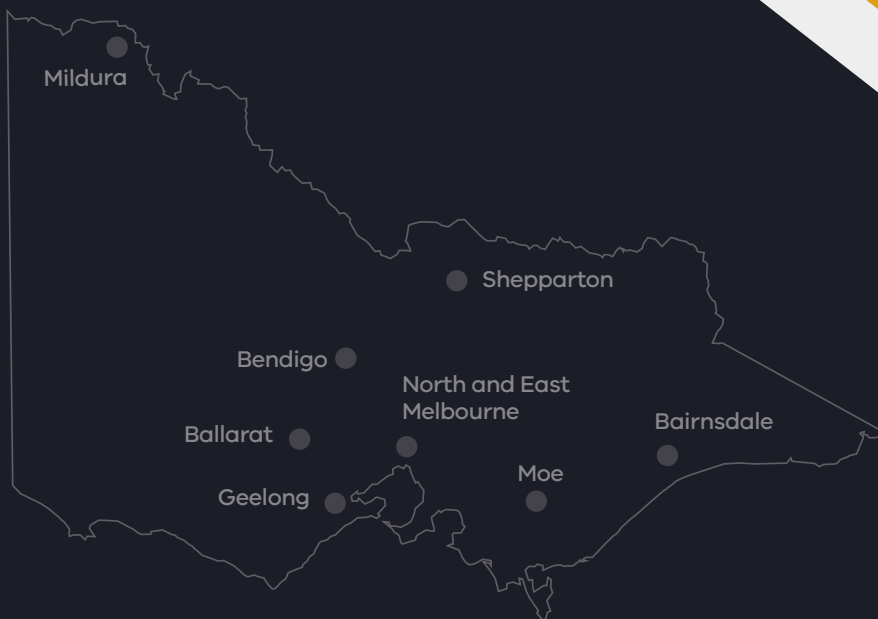 Mildura
Shepparton
Bendigo
North and East
Melbourne
Ballarat
Bairnsdale
Moe
Geelong